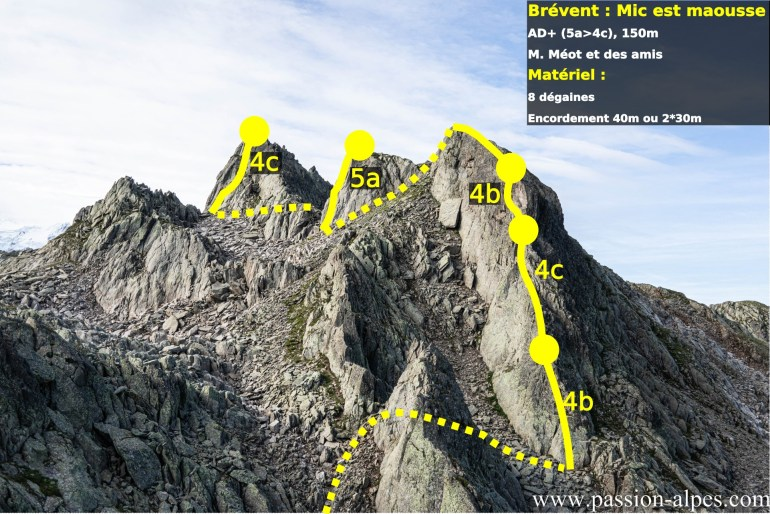 Brévent : Mic est maousse
AD+ (5a>4c), 150m
M. Méot et des amis
Matériel :
8 dégaines
Encordement 40m ou 2*30m
4c
5a
4b
4c
4b
www.passion-alpes.com